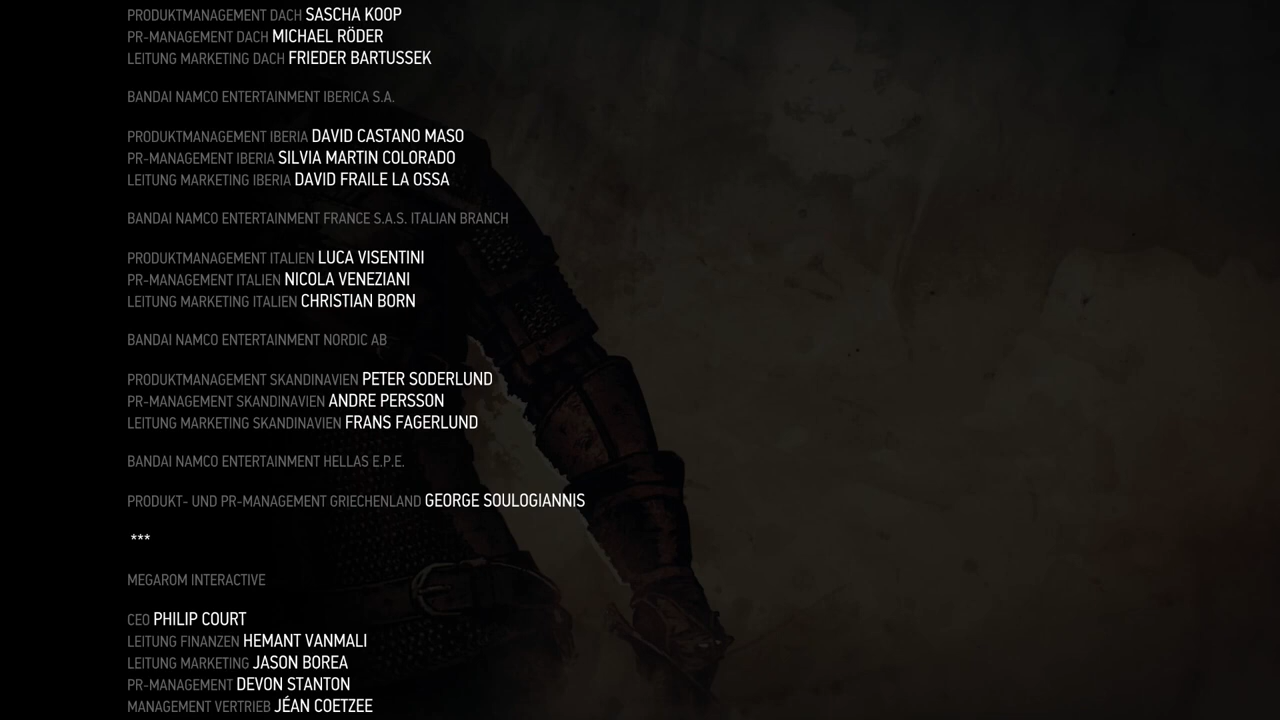 PRODUKTMANAGEMENT DACH SASCHA KOOP
PR-MANAGEMENT DACH MICHAEL RÖDER
LEITUNG MARKETING DACH FRIEDER BARTUSSEK
BANDAI NAMCO ENTERTAINMENT IBERICA S.A.
PRODUKTMANAGEMENT IBERIA DAVID CASTANO MASO
PR-MANAGEMENT IBERIA SILVIA MARTIN COLORADO
LEITUNG MARKETING IBERIA DAVID FRAILE LA OSSA
BANDAI NAMCO ENTERTAINMENT FRANCE S.A.S. ITALIAN BRANCH
PRODUKTMANAGEMENT ITALIEN LUCA VISENTINI
PR-MANAGEMENT ITALIEN NICOLA VENEZIANI
LEITUNG MARKETING ITALIEN CHRISTIAN BORN
BANDAI NAMCO ENTERTAINMENT NORDIC AB
PRODUKTMANAGEMENT SKANDINAVIEN PETER SODERLUND
PR-MANAGEMENT SKANDINAVIEN ANDRE PERSSON
LEITUNG MARKETING SKANDINAVIEN FRANS FAGERLUND
BANDAI NAMCO ENTERTAINMENT HELLAS E.P.E.
PRODUKT- UND PR-MANAGEMENT GRIECHENLAND GEORGE SOULOGIANNIS
***
MEGAROM INTERACTIVE
CEO PHILIP COURT
LEITUNG FINANZEN HEMANT VANMALI
LEITUNG MARKETING JASON BOREA
PR-MANAGEMENT DEVON STANTON
MANAGEMENT VERTRIEB JÉAN COETZEE